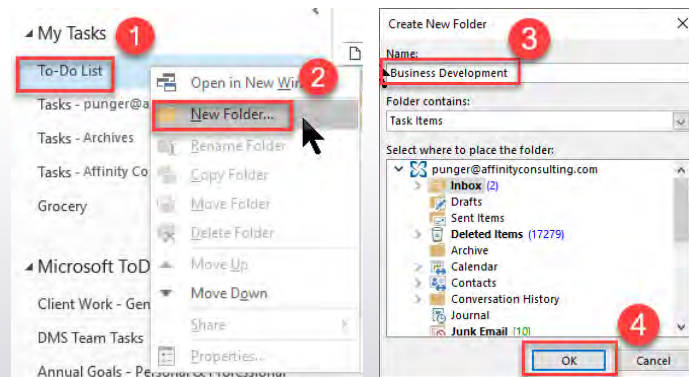 My Tasks
1
To-Do List
Tasks - punger@a
Tasks - Archives
Tasks - Affinity Co
Grocery
Microsoft ToD
Client Work - Gen
DMS Team Tasks
Annual Goals - Personal & Professional
2
Open in New Win
New Folder...
Rename Folder
Copy Folder
Move Folder
Delete Folder
Move Up
Move Down
Share
Properties...
Create New Folder
3
Name:
Business Development
Folder contains:
Task Items
Select where to place the folder:
punger@affinityconsulting.com
Inbox (2)
Drafts
Sent Items
Deleted Items (17279)
Archive
Calendar
Contacts
Conversation History
Journal
Junk Email (10)
4
OK
Cancel